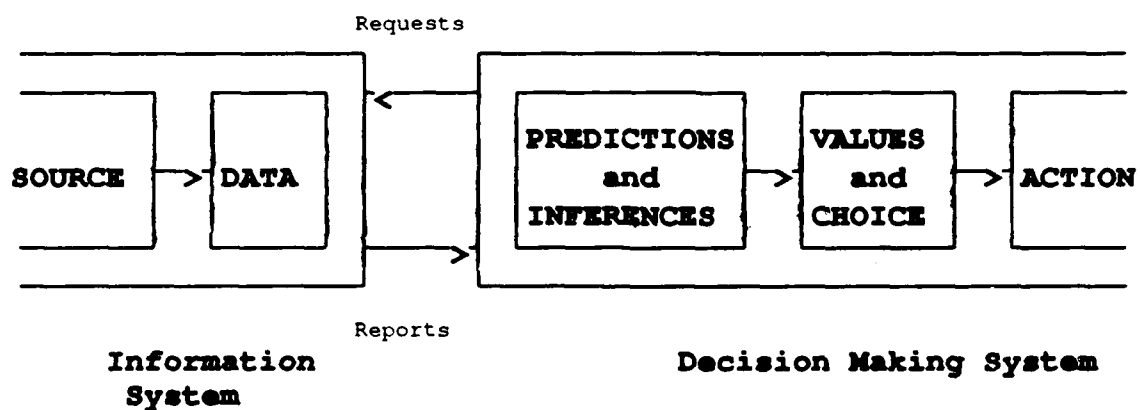 Requests
SOURCE
DATA
PREDICTIONS
and
INFERENCES
VALUES
and
CHOICE
ACTION
Reports
Information
System
Decision Making System